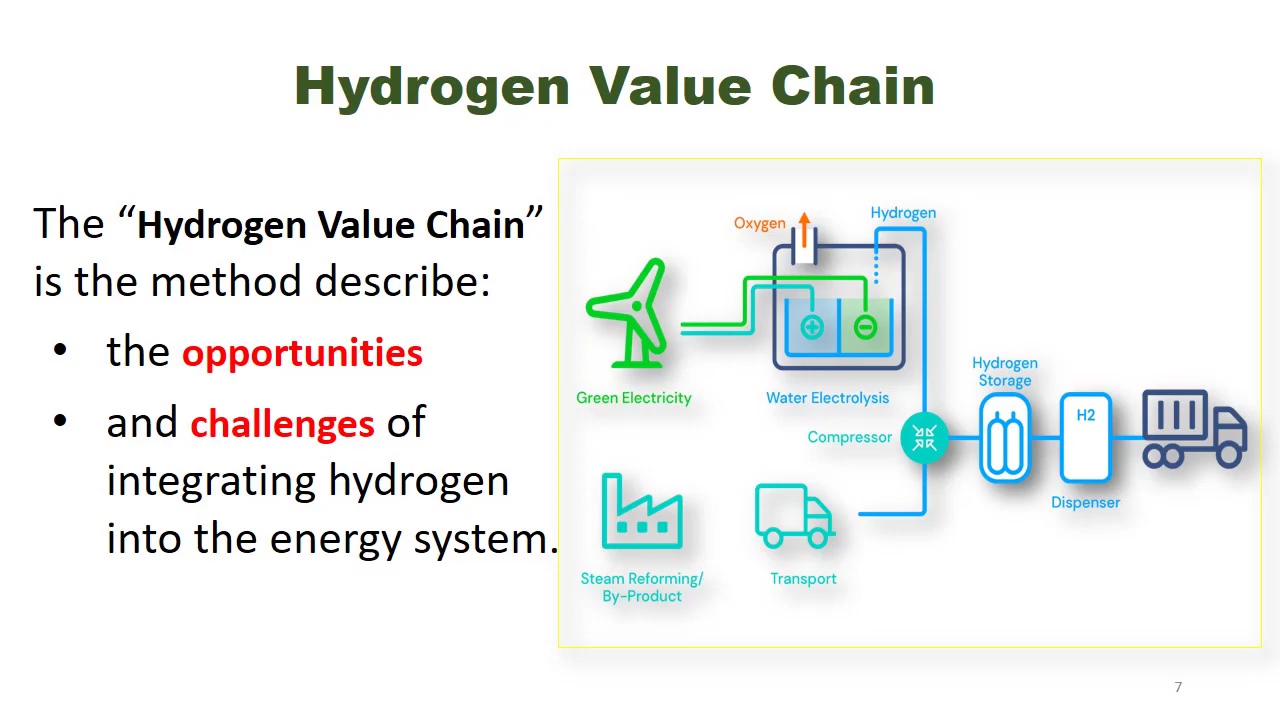 Hydrogen Value Chain
The “Hydrogen Value Chain”
is the method describe:
• the opportunities
• and challenges of
integrating hydrogen
into the energy system.
Oxygen
Hydrogen
Green Electricity
Water Electrolysis
Hydrogen
Storage
H2
Compressor
Dispenser
Steam Reforming/
By-Product
Transport
7